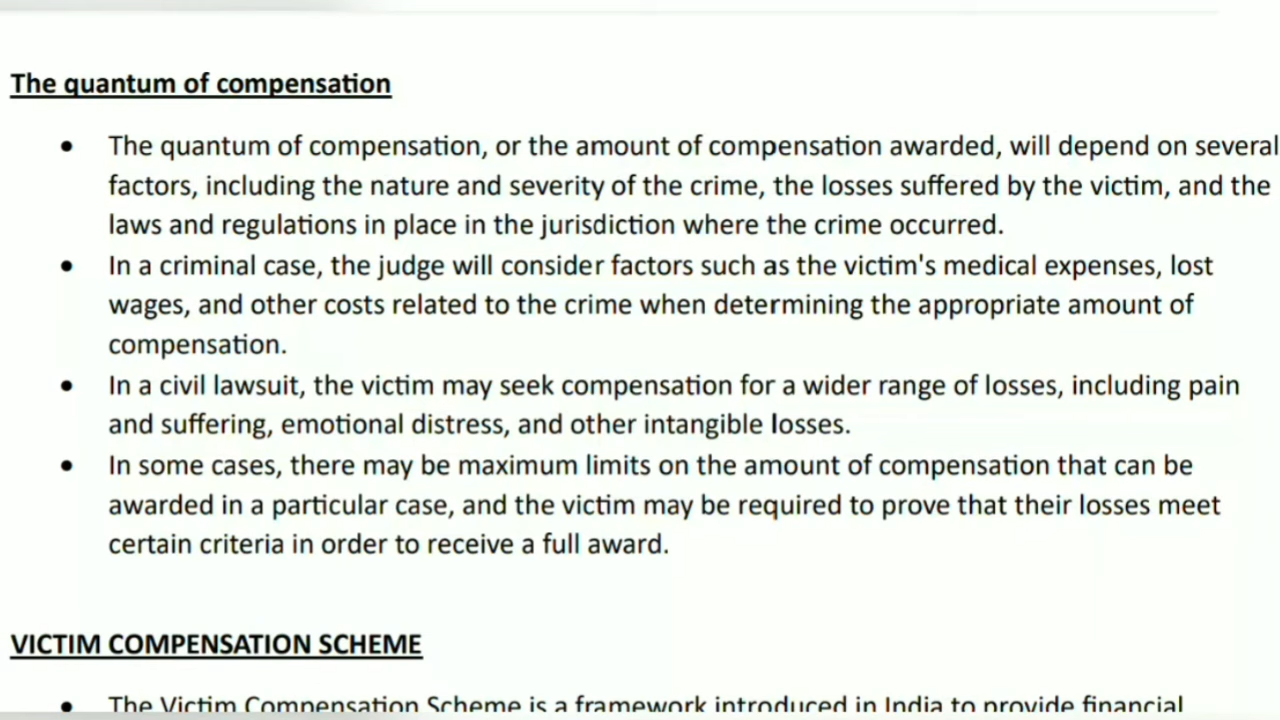 The quantum of compensation
• The quantum of compensation, or the amount of compensation awarded, will depend on several
factors, including the nature and severity of the crime, the losses suffered by the victim, and the
laws and regulations in place in the jurisdiction where the crime occurred.
• In a criminal case, the judge will consider factors such as the victim's medical expenses, lost
wages, and other costs related to the crime when determining the appropriate amount of
compensation.
• In a civil lawsuit, the victim may seek compensation for a wider range of losses, including pain
and suffering, emotional distress, and other intangible losses.
• In some cases, there may be maximum limits on the amount of compensation that can be
awarded in a particular case, and the victim may be required to prove that their losses meet
certain criteria in order to receive a full award.
VICTIM COMPENSATION SCHEME
• The Victim Compensation Scheme is a framework introduced in India to provide financial